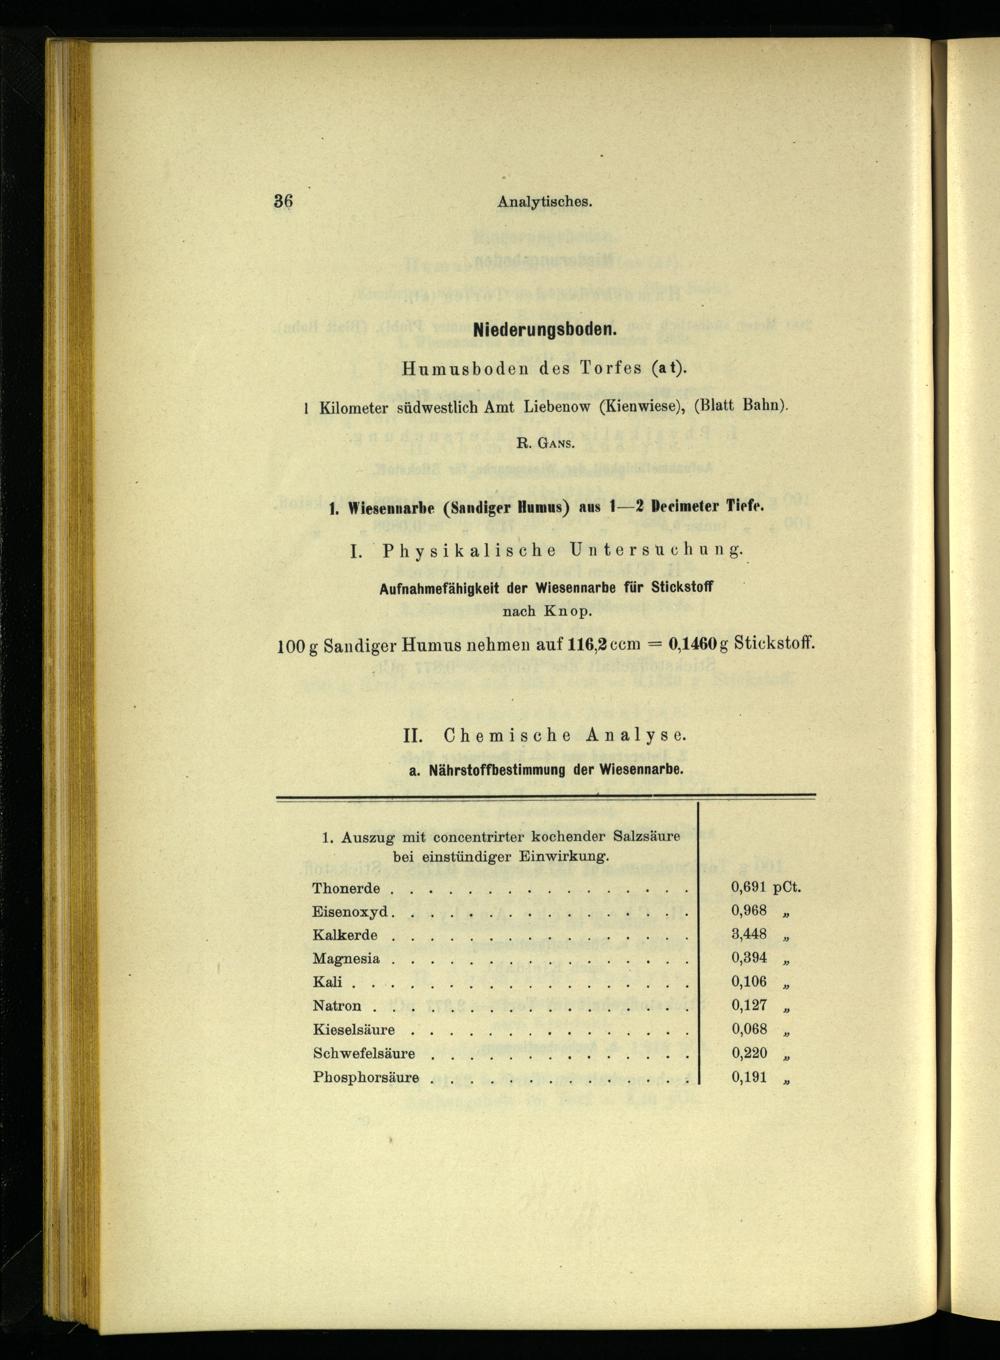 36
Analytisches.
Niederungsboden.
Humusboden des Torfes (at).
1 Kilometer südwestlich Amt Liebenow (Kienwiese), (Blatt Bahn).
R. GANS.
1. Wiesennarbe (Sandiger Humus) aus 1—2 Decimeter Tiefe.
I. Physikalische Untersuchung.
Aufnahmefähigkeit der Wiesennarbe für Stickstoff
nach Knop.
100 g Sandiger Humus nehmen auf 116,2 ccm = 0,1460 g Stickstoff.
II. Chemische Analyse.
a. Nährstoffbestimmung der Wiesennarbe.
1. Auszug mit concentrirter kochender Salzsäure
bei einstündiger Einwirkung.
Thonerde . . . . . . . . . . . . . . . . 0,691 pCt.
Eisenoxyd . . . . . . . . . . . . . . . . 0,968 „
Kalkerde . . . . . . . . . . . . . . . . 3,448 „
Magnesia . . . . . . . . . . . . . . . . 0,394 „
Kali . . . . . . . . . . . . . . . . . . 0,106 „
Natron . . . . . . . . . . . . . . . . . 0,127 „
Kieselsäure . . . . . . . . . . . . . . . 0,068 „
Schwefelsäure . . . . . . . . . . . . . . 0,220 „
Phosphorsäure . . . . . . . . . . . . . . 0,191 „